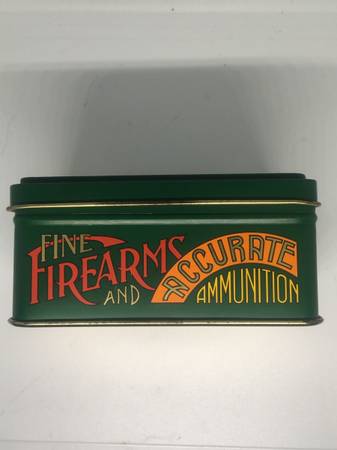 FINE
FIREARMS
AND
ACCURATE
AMMUNITION